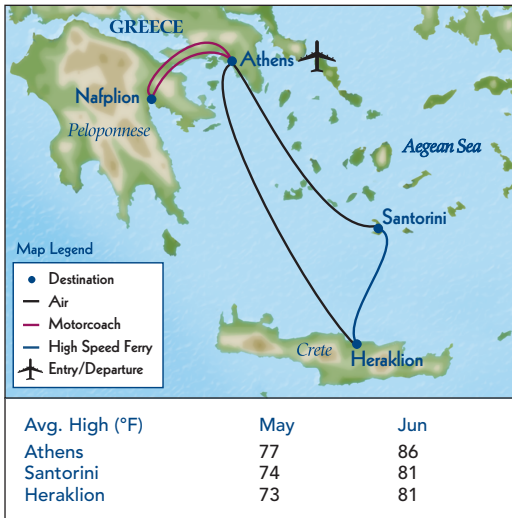 GREECE
Athens
Nafplion
Peloponnese
Aegean Sea
Santorini
Map Legend
Destination
Air
Motorcoach
High Speed Ferry
Entry/Departure
Crete
Heraklion
Avg. High (°F) May Jun
Athens 77 86
Santorini 74 81
Heraklion 73 81